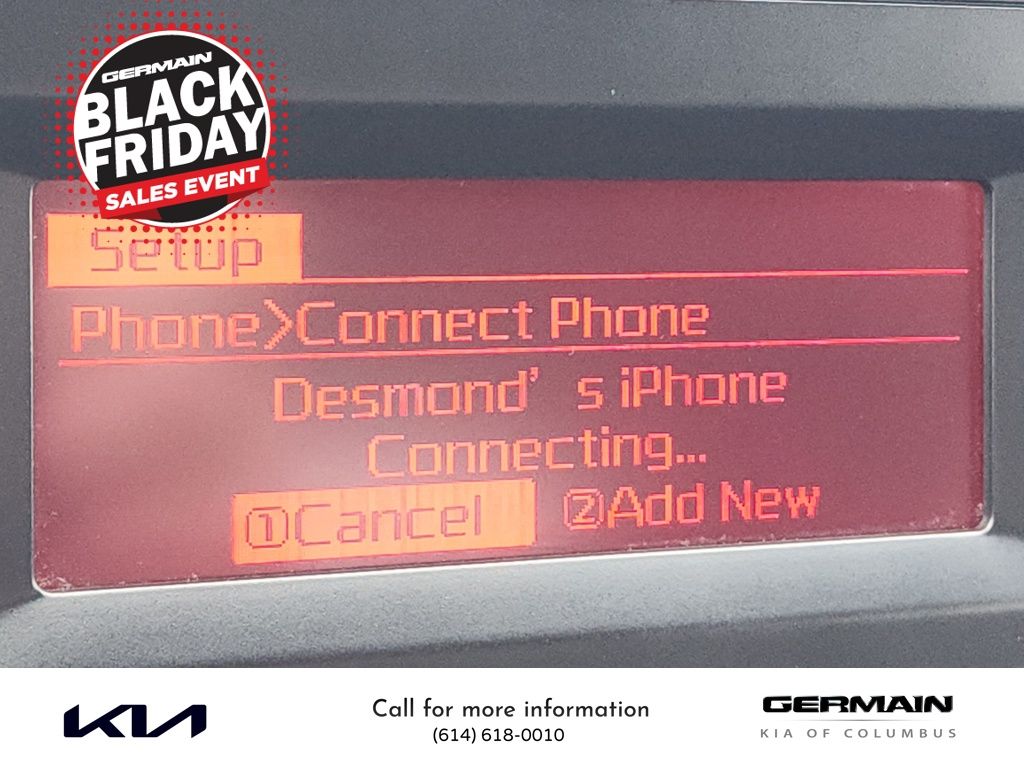 GERMAIN
BLACK
FRIDAY
SALES EVENT
Setup
Phone>Connect Phone
Desmond's iPhone
Connecting...
①Cancel ②Add New
KIA
Call for more information
(614) 618-0010
GERMAIN
KIA OF COLUMBUS